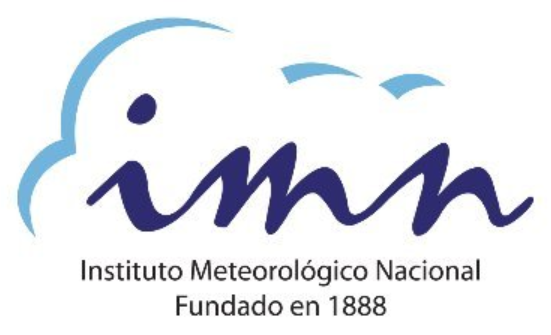 imn
Instituto Meteorológico Nacional
Fundado en 1888